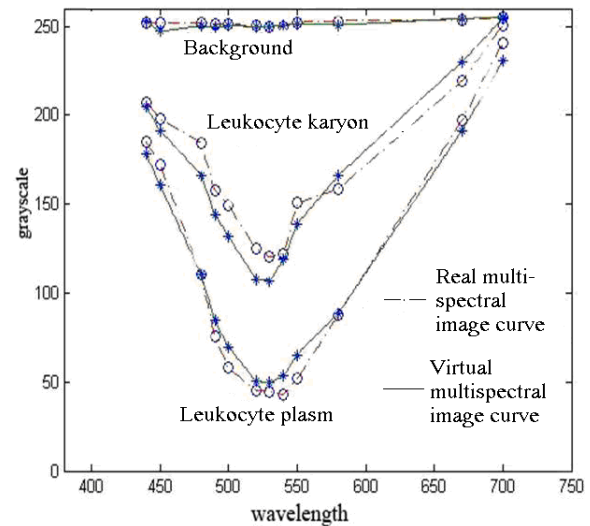 250
200
150
100
50
0
grayscale
Background
Leukocyte karyon
Real multi-
spectral
image curve
Virtual
multispectral
image curve
Leukocyte plasm
400 450 500 550 600 650 700 750
wavelength